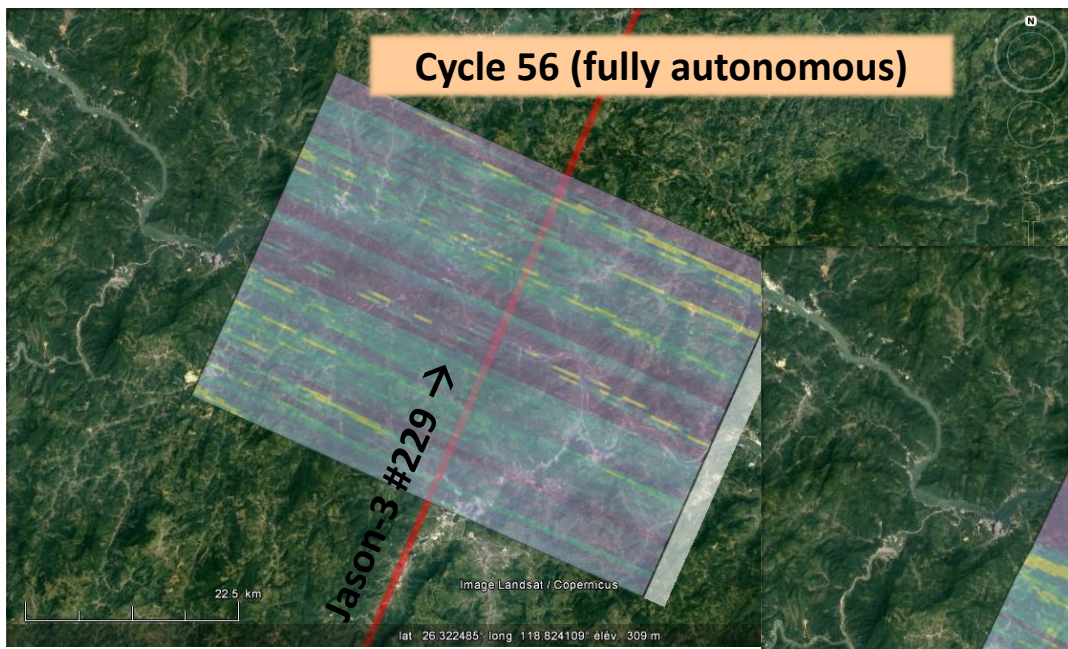 N
Cycle 56 (fully autonomous)
Jason-3 #229 →
Image Landsat / Copernicus
22.5 km
lat 26.322485° long 118.824109° élév. 309 m